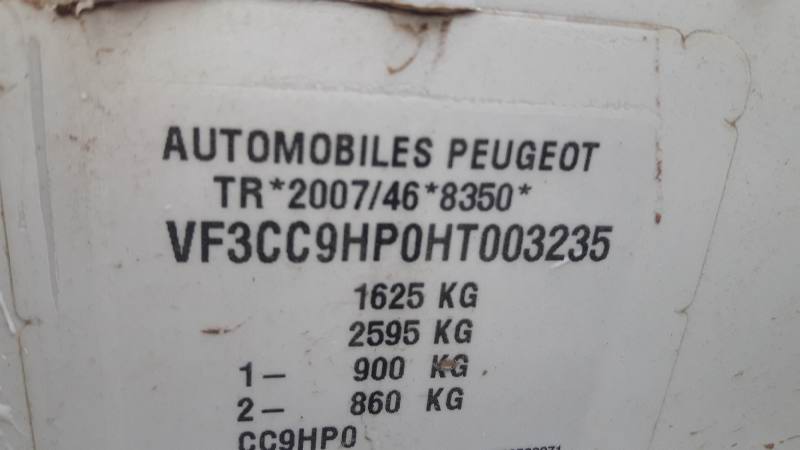 AUTOMOBILES PEUGEOT
TR*2007/46*8350*
VF3CC9HP0HT003235
1625 KG
2595 KG
1– 900 KG
2– 860 KG
CC9HP0